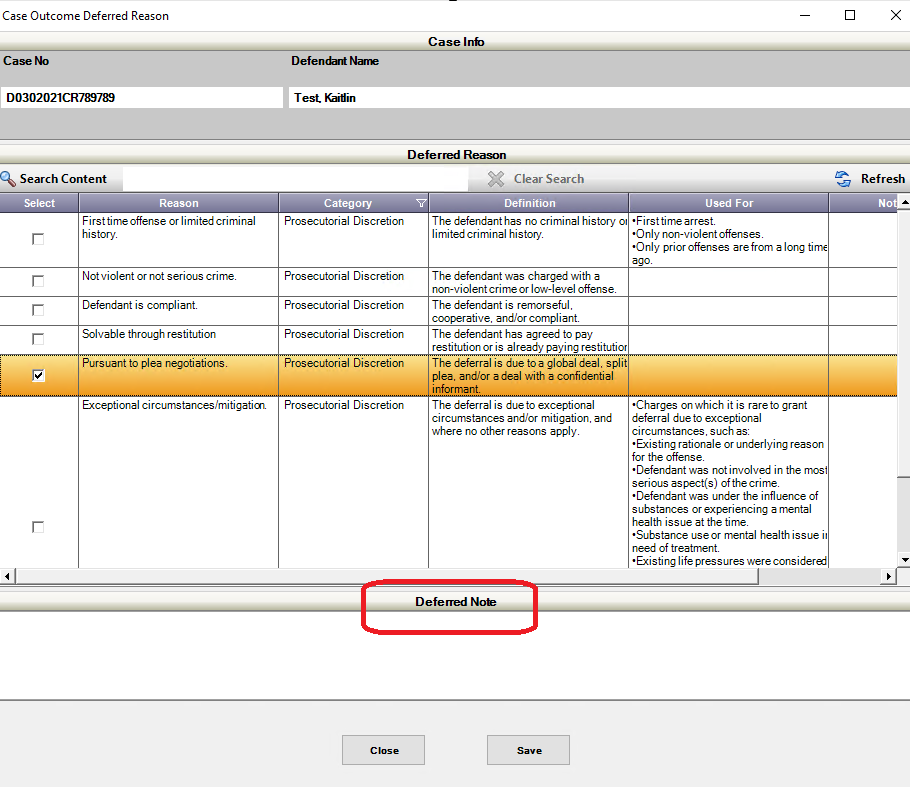 Case Outcome Deferred Reason
Case Info
Case No Defendant Name
D0302021CR789789 Test, Kaitlin
Deferred Reason
Search Content Clear Search Refresh
Select Reason Category Definition Used For Not
First time offense or limited criminal
history.
Prosecutorial Discretion
The defendant has no criminal history or
limited criminal history.
•First time arrest.
•Only non-violent offenses.
•Only prior offenses are from a long time
ago.
Not violent or not serious crime.
Prosecutorial Discretion
The defendant was charged with a
non-violent crime or low-level offense.
Defendant is compliant.
Prosecutorial Discretion
The defendant is remorseful,
cooperative, and/or compliant.
Solvable through restitution
Prosecutorial Discretion
The defendant has agreed to pay
restitution or is already paying restitution
Pursuant to plea negotiations.
Prosecutorial Discretion
The deferral is due to a global deal, split
plea, and/or a deal with a confidential
informant.
Exceptional circumstances/mitigation.
Prosecutorial Discretion
The deferral is due to exceptional
circumstances and/or mitigation, and
where no other reasons apply.
•Charges on which it is rare to grant
deferral due to exceptional
circumstances, such as:
•Existing rationale or underlying reason
for the offense.
•Defendant was not involved in the most
serious aspect(s) of the crime.
•Defendant was under the influence of
substances or experiencing a mental
health issue at the time.
•Substance use or mental health issue in
need of treatment.
•Existing life pressures were considered
Deferred Note
Close Save